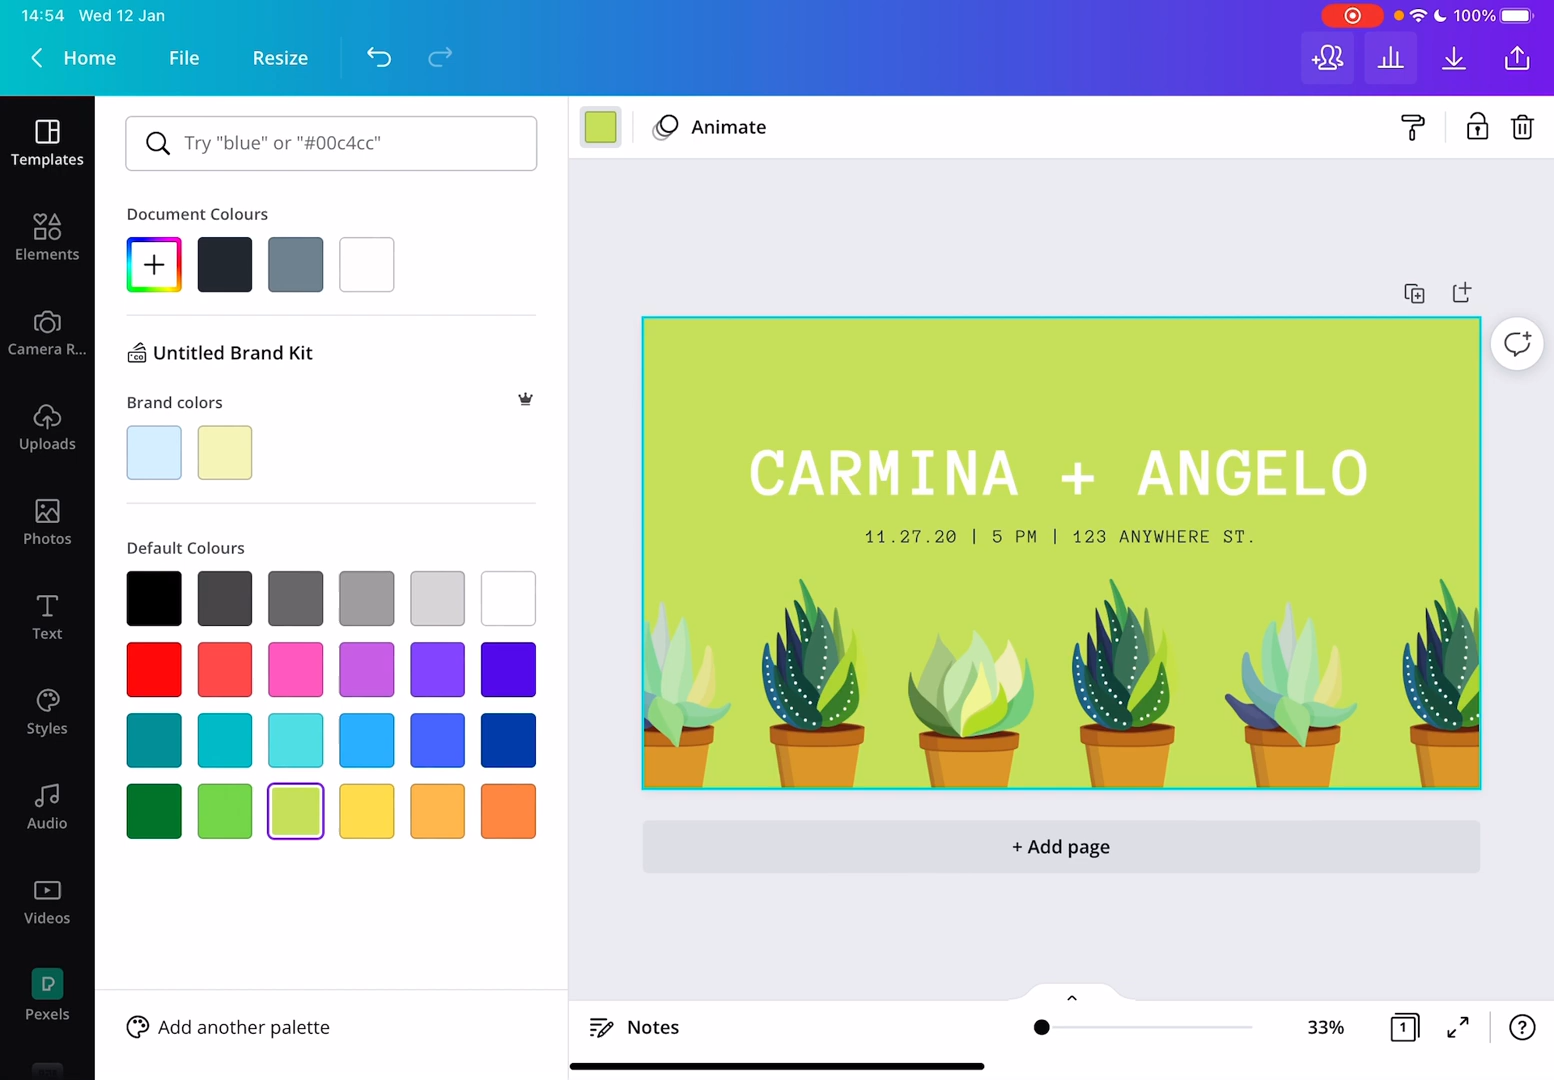 14:54 Wed 12 Jan
100%
Home
File
Resize
Templates
Elements
Camera R...
Uploads
Photos
Text
Styles
Audio
Videos
Pexels
Try "blue" or "#00c4cc"
Document Colours
CO. Untitled Brand Kit
Brand colors
Default Colours
Add another palette
Animate
CARMINA + ANGELO
11.27.20 | 5 PM | 123 ANYWHERE ST.
+ Add page
Notes
33%
1
?